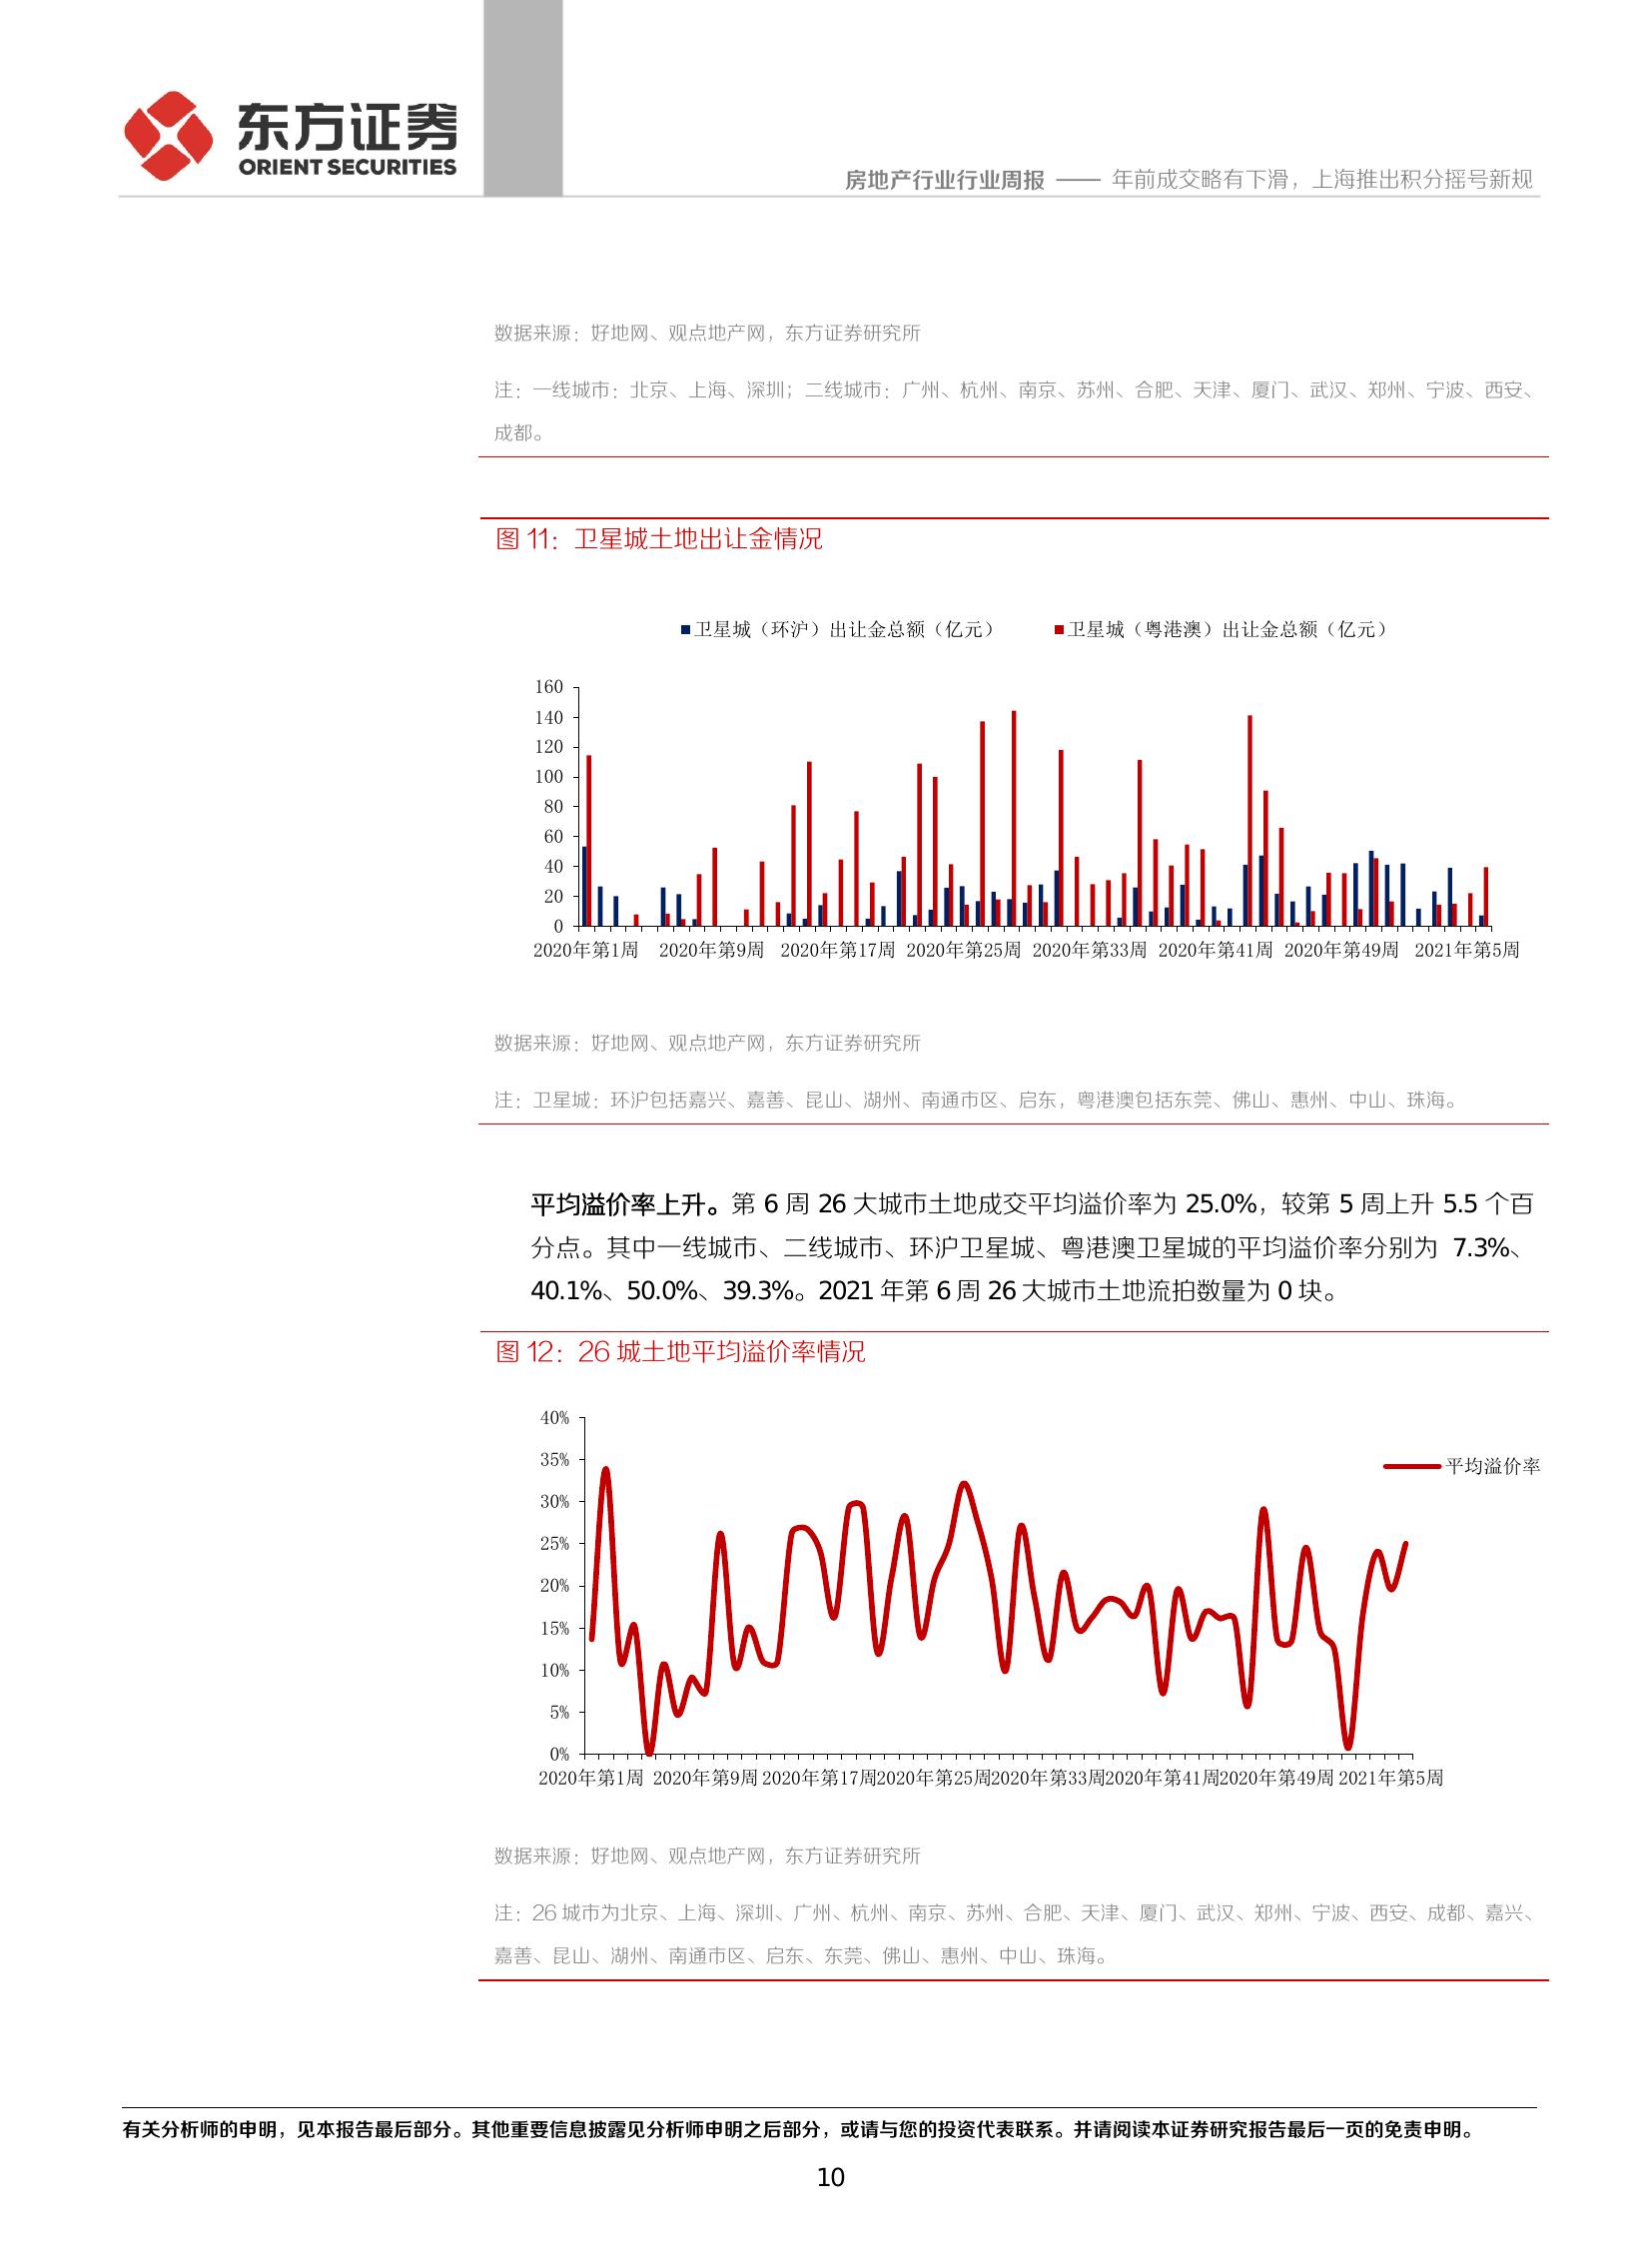 东方证券
ORIENT SECURITIES
房地产行业行业周报 —— 年前成交略有下滑，上海推出积分摇号新规
数据来源：好地网、观点地产网，东方证券研究所
注：一线城市：北京、上海、深圳；二线城市：广州、杭州、南京、苏州、合肥、天津、厦门、武汉、郑州、宁波、西安、
成都。
图 11：卫星城土地出让金情况
卫星城（环沪）出让金总额（亿元） 卫星城（粤港澳）出让金总额（亿元）
160
140
120
100
80
60
40
20
0
2020年第1周 2020年第9周 2020年第17周 2020年第25周 2020年第33周 2020年第41周 2020年第49周 2021年第5周
数据来源：好地网、观点地产网，东方证券研究所
注：卫星城：环沪包括嘉兴、嘉善、昆山、湖州、南通市区、启东，粤港澳包括东莞、佛山、惠州、中山、珠海。
平均溢价率上升。第 6 周 26 大城市土地成交平均溢价率为 25.0%，较第 5 周上升 5.5 个百
分点。其中一线城市、二线城市、环沪卫星城、粤港澳卫星城的平均溢价率分别为 7.3%、
40.1%、50.0%、39.3%。2021 年第 6 周 26 大城市土地流拍数量为 0 块。
图 12：26 城土地平均溢价率情况
40%
35%
平均溢价率
30%
25%
20%
15%
10%
5%
0%
2020年第1周 2020年第9周 2020年第17周 2020年第25周 2020年第33周 2020年第41周 2020年第49周 2021年第5周
数据来源：好地网、观点地产网，东方证券研究所
注：26 城市为北京、上海、深圳、广州、杭州、南京、苏州、合肥、天津、厦门、武汉、郑州、宁波、西安、成都、嘉兴、
嘉善、昆山、湖州、南通市区、启东、东莞、佛山、惠州、中山、珠海。
有关分析师的申明，见本报告最后部分。其他重要信息披露见分析师申明之后部分，或请与您的投资代表联系。并请阅读本证券研究报告最后一页的免责申明。
10